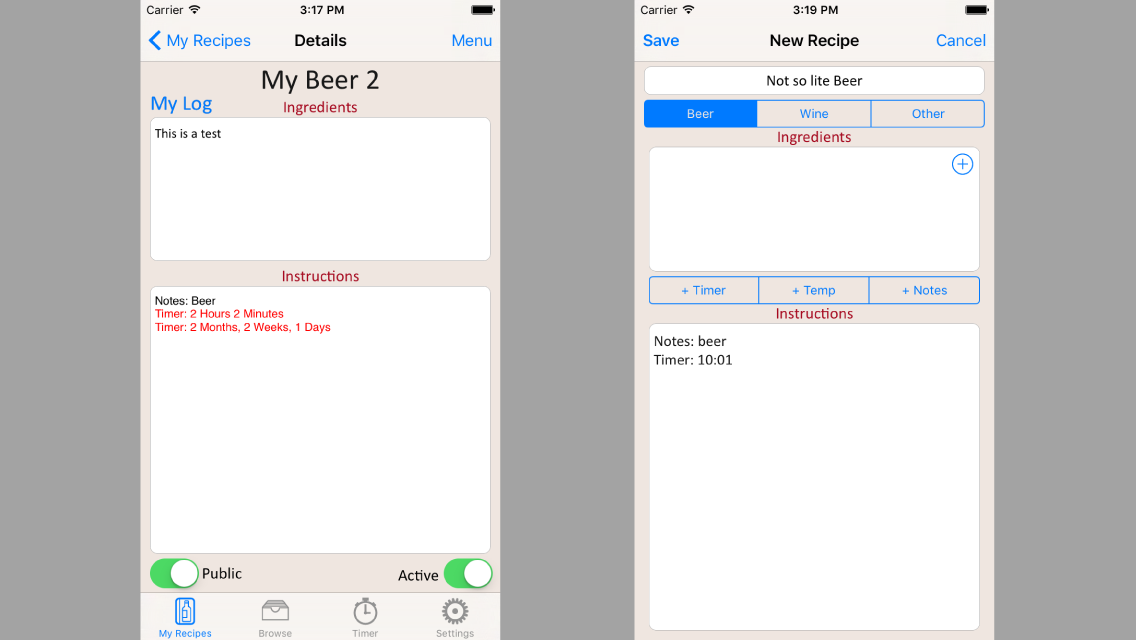 Carrier 3:17 PM
My Recipes Details Menu
My Beer 2
My Log
Ingredients
This is a test
Instructions
Notes: Beer
Timer: 2 Hours 2 Minutes
Timer: 2 Months, 2 Weeks, 1 Days
Public Active
My Recipes Browse Timer Settings
Carrier 3:19 PM
Save New Recipe Cancel
Not so lite Beer
Beer Wine Other
Ingredients
+ Timer + Temp + Notes
Instructions
Notes: beer
Timer: 10:01